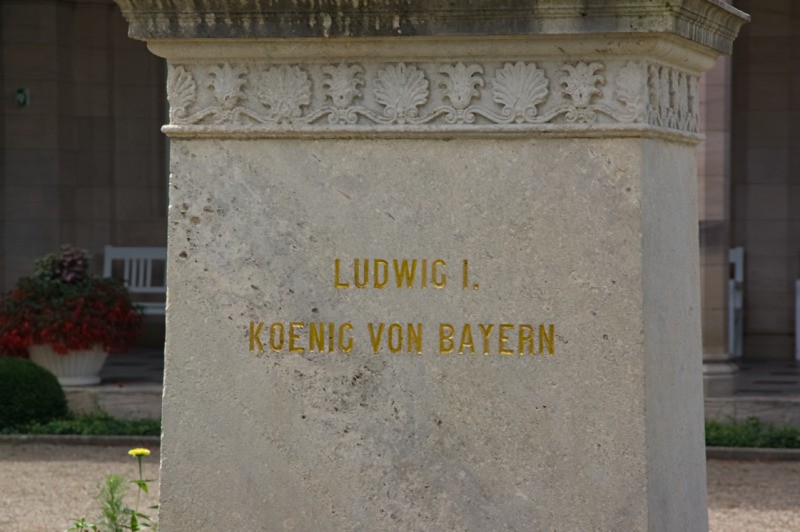 LUDWIG I.
KOENIG VON BAYERN